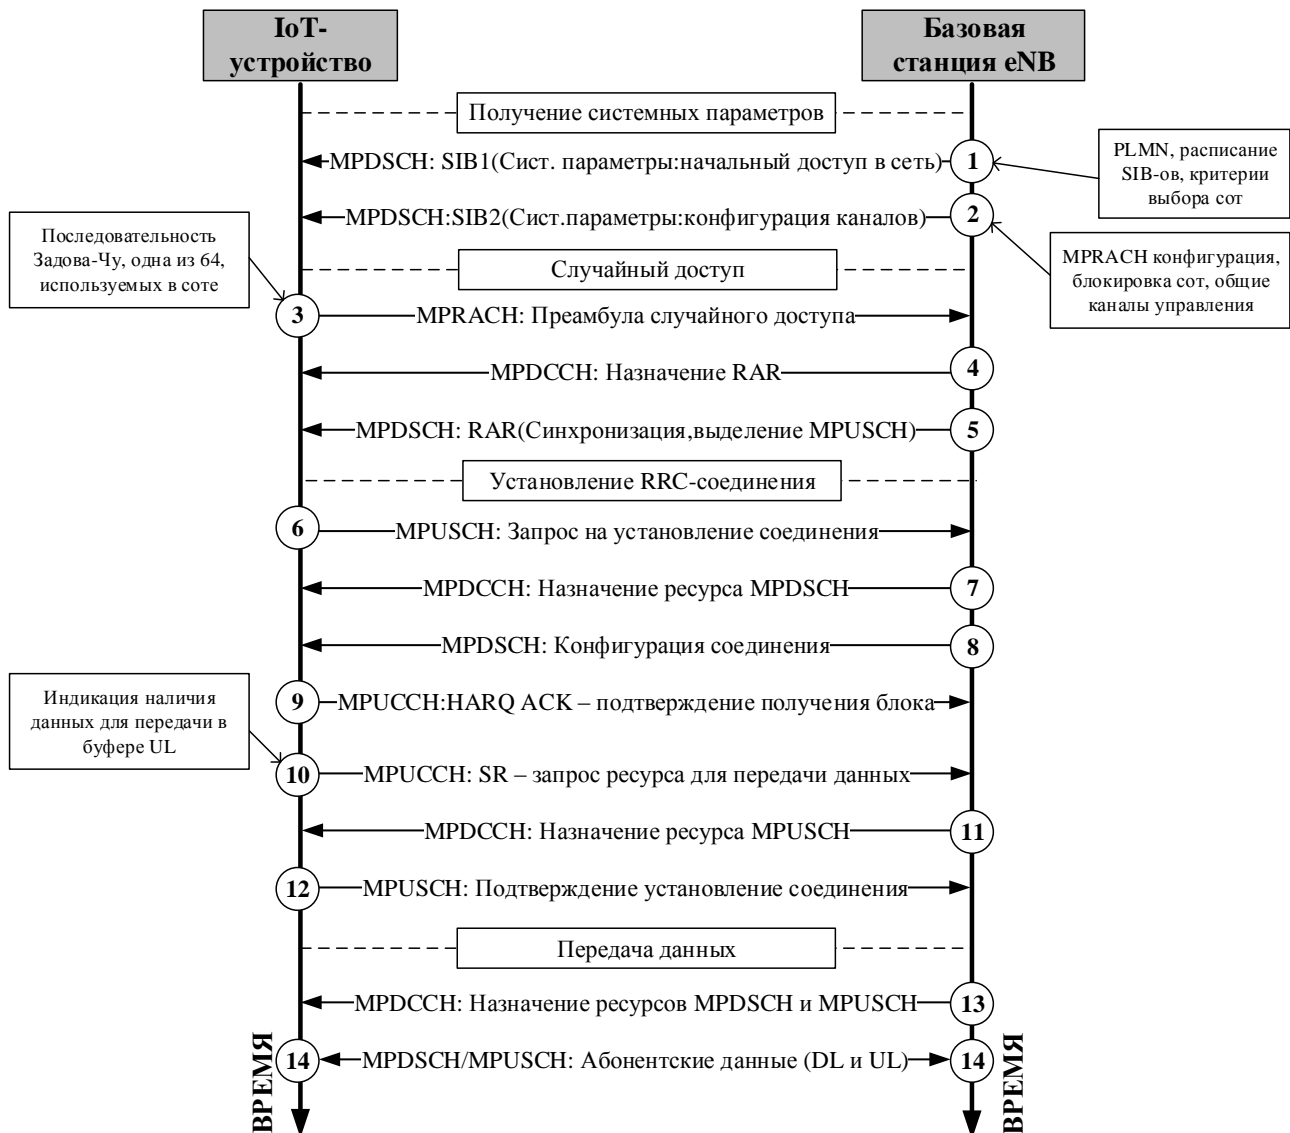 IoT-
устройство
Базовая
станция eNB
Получение системных параметров
1
MPDSCH: SIB1(Сист. параметры:начальный доступ в сеть)
PLMN, расписание
SIB-ов, критерии
выбора сот
MPDSCH:SIB2(Сист.параметры:конфигурация каналов)
2
Последовательность
Задова-Чу, одна из 64,
используемых в соте
MPRACH конфигурация,
блокировка сот, общие
каналы управления
Случайный доступ
3
MPRACH: Преамбула случайного доступа
MPDCCH: Назначение RAR
4
MPDSCH: RAR(Синхронизация,выделение MPUSCH)
5
Установление RRC-соединения
6
MPUSCH: Запрос на установление соединения
MPDCCH: Назначение ресурса MPDSCH
7
MPDSCH: Конфигурация соединения
8
Индикация наличия
данных для передачи в
буфере UL
9
MPUCCH:HARQ ACK – подтверждение получения блока
10
MPUCCH: SR – запрос ресурса для передачи данных
MPDCCH: Назначение ресурса MPUSCH
11
12
MPUSCH: Подтверждение установление соединения
Передача данных
MPDCCH: Назначение ресурсов MPDSCH и MPUSCH
13
14
MPDSCH/MPUSCH: Абонентские данные (DL и UL)
14
ВРЕМЯ
ВРЕМЯ